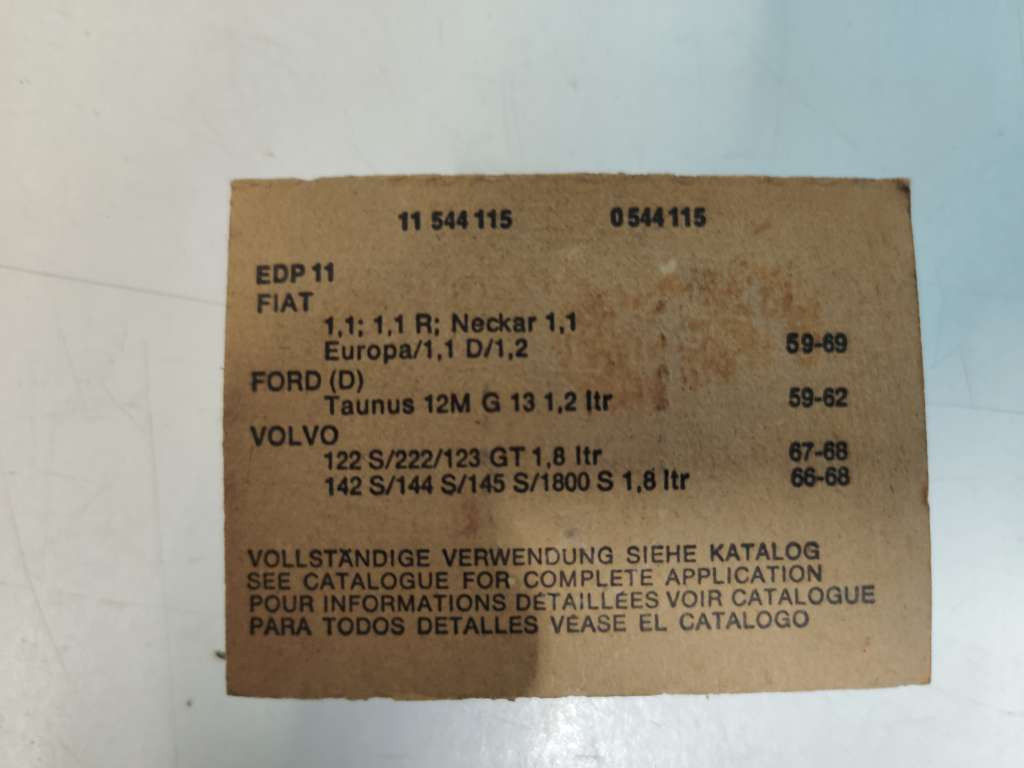 11 544 115 0 544 115
EDP 11
FIAT
1,1; 1,1 R; Neckar 1,1
Europa/1,1 D/1,2 59-69
FORD (D)
Taunus 12M G 13 1,2 ltr 59-62
VOLVO
122 S/222/123 GT 1,8 ltr 67-68
142 S/144 S/145 S/1800 S 1,8 ltr 66-68
VOLLSTÄNDIGE VERWENDUNG SIEHE KATALOG
SEE CATALOGUE FOR COMPLETE APPLICATION
POUR INFORMATIONS DÉTAILLÉES VOIR CATALOGUE
PARA TODOS DETALLES VÉASE EL CATALOGO